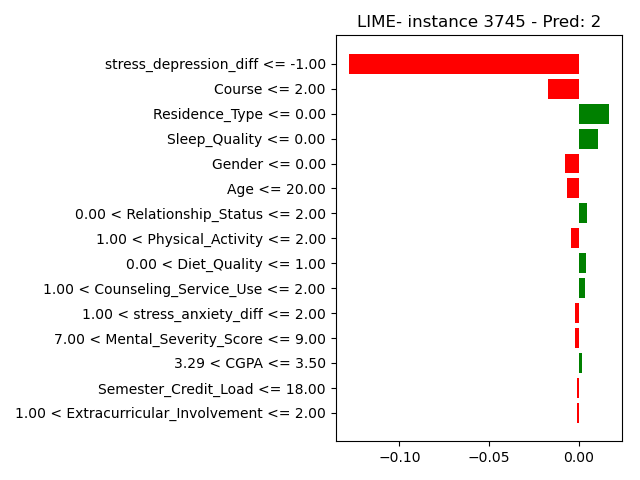 LIME- instance 3745 - Pred: 2
stress_depression_diff <= -1.00
Course <= 2.00
Residence_Type <= 0.00
Sleep_Quality <= 0.00
Gender <= 0.00
Age <= 20.00
0.00 < Relationship_Status <= 2.00
1.00 < Physical_Activity <= 2.00
0.00 < Diet_Quality <= 1.00
1.00 < Counseling_Service_Use <= 2.00
1.00 < stress_anxiety_diff <= 2.00
7.00 < Mental_Severity_Score <= 9.00
3.29 < CGPA <= 3.50
Semester_Credit_Load <= 18.00
1.00 < Extracurricular_Involvement <= 2.00
−0.10 −0.05 0.00